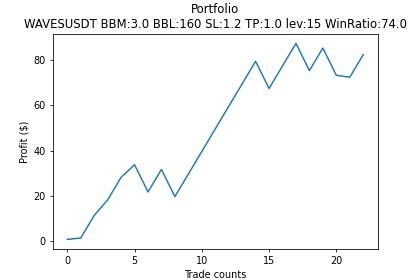 Portfolio
WAVESUSDT BBM:3.0 BBL:160 SL:1.2 TP:1.0 lev:15 WinRatio:74.0
Profit ($)
80
60
40
20
0
0 5 10 15 20
Trade counts